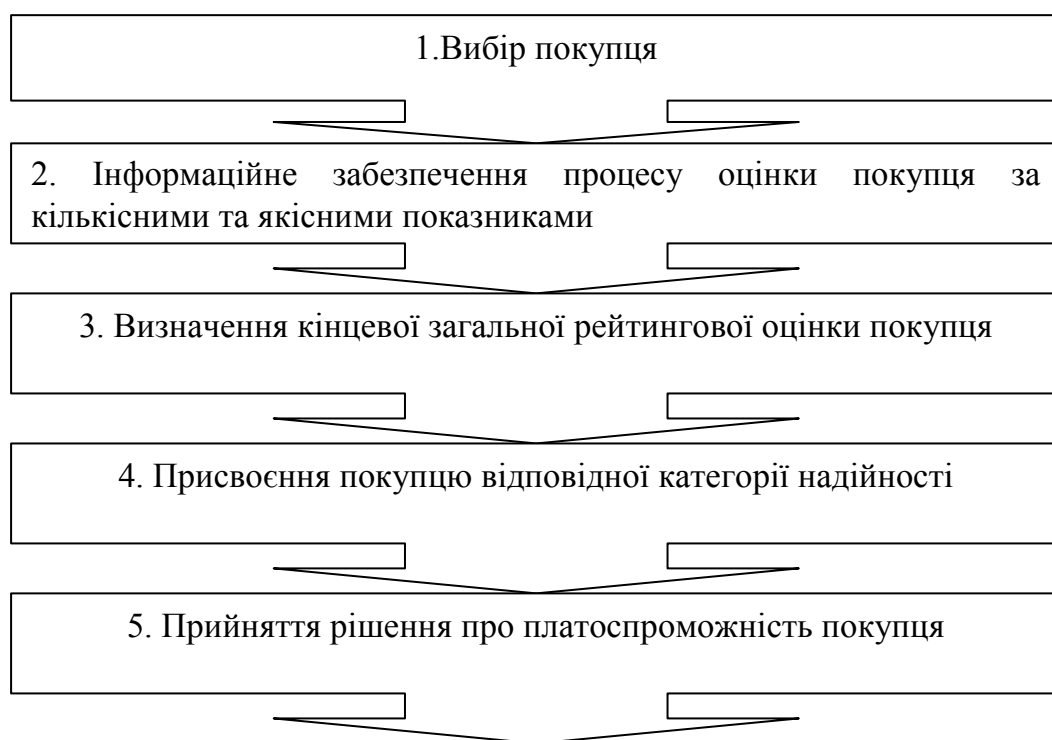 1.Вибір покупця
2. Інформаційне забезпечення процесу оцінки покупця за
кількісними та якісними показниками
3. Визначення кінцевої загальної рейтингової оцінки покупця
4. Присвоєння покупцю відповідної категорії надійності
5. Прийняття рішення про платоспроможність покупця